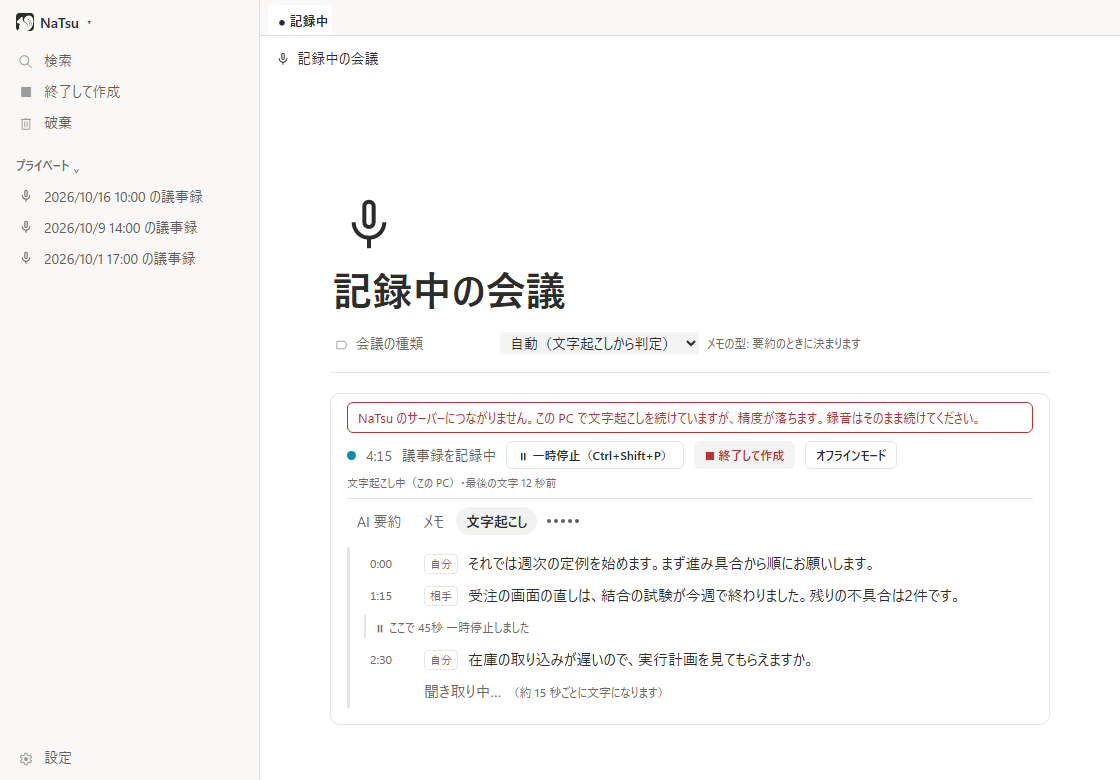 NaTsu
検索
終了して作成
破棄
プライベート
2026/10/16 10:00 の議事録
2026/10/9 14:00 の議事録
2026/10/1 17:00 の議事録
設定
● 記録中
記録中の会議
記録中の会議
会議の種類 自動（文字起こしから判定） メモの型: 要約のときに決まります
NaTsu のサーバーにつながりません。この PC で文字起こしを続けていますが、精度が落ちます。録音はそのまま続けてください。
4:15 議事録を記録中 ⏸ 一時停止（Ctrl+Shift+P） ■ 終了して作成 オフラインモード
文字起こし中（この PC）・最後の文字 12 秒前
AI 要約 メモ 文字起こし •••••
0:00 自分 それでは週次の定例を始めます。まず進み具合から順にお願いします。
1:15 相手 受注の画面の直しは、結合の試験が今週で終わりました。残りの不具合は2件です。
⏸ ここで 45秒 一時停止しました
2:30 自分 在庫の取り込みが遅いので、実行計画を見てもらえますか。
聞き取り中… （約 15 秒ごとに文字になります）